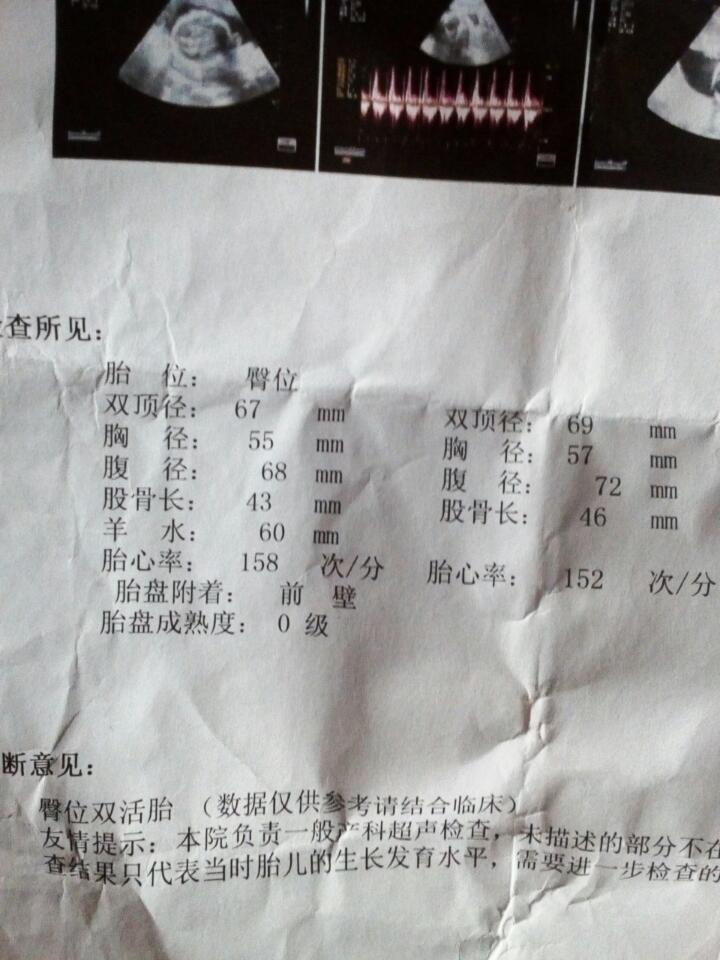 查所见：
胎 位： 臀位
双顶径： 67 mm 双顶径： 69 mm
胸 径： 55 mm 胸 径： 57 mm
腹 径： 68 mm 腹 径： 72 mm
股骨长： 43 mm 股骨长： 46 mm
羊 水： 60 mm
胎心率： 158 次/分 胎心率： 152 次/分
胎盘附着： 前 壁
胎盘成熟度： 0 级
断意见：
臀位双活胎 （数据仅供参考请结合临床）
友情提示：本院负责一般产科超声检查，未描述的部分不在
查结果只代表当时胎儿的生长发育水平，需要进一步检查的